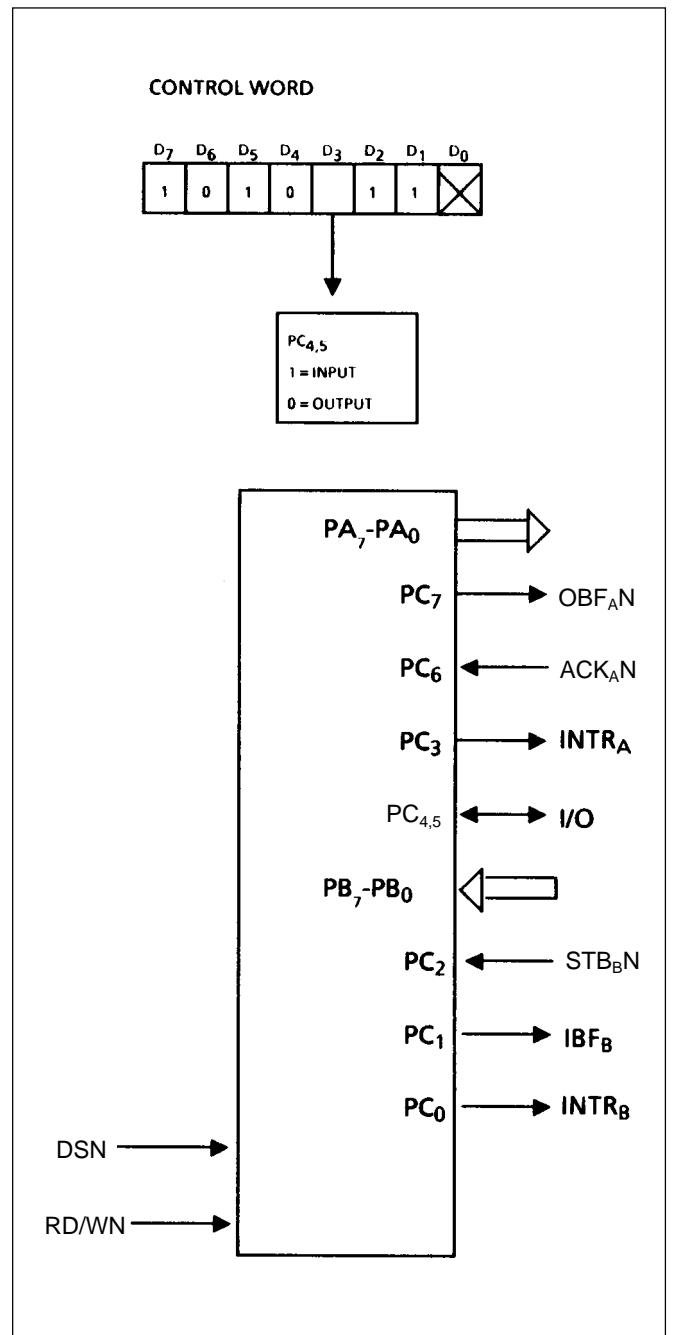 CONTROL WORD
D7 D6 D5 D4 D3 D2 D1 D0
1 0 1 0 1 1
PC4,5
1 = INPUT
0 = OUTPUT
PA7-PA0
PC7 OBFAN
PC6 ACKAN
PC3 INTRA
PC4,5 I/O
PB7-PB0
PC2 STBBN
PC1 IBFB
PC0 INTRB
DSN
RD/WN